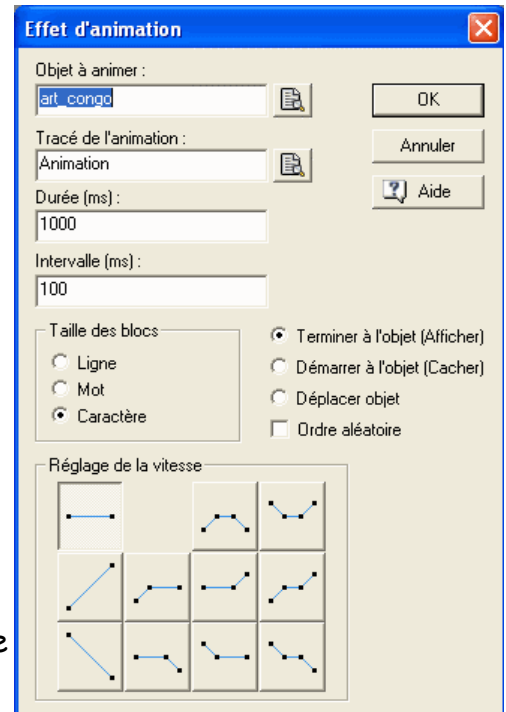 Effet d'animation
Objet à animer :
art_congo
OK
Tracé de l'animation :
Animation
Annuler
Aide
Durée (ms) :
1000
Intervalle (ms) :
100
Taille des blocs
Ligne
Mot
Caractère
Terminer à l'objet (Afficher)
Démarrer à l'objet (Cacher)
Déplacer objet
Ordre aléatoire
Réglage de la vitesse
e